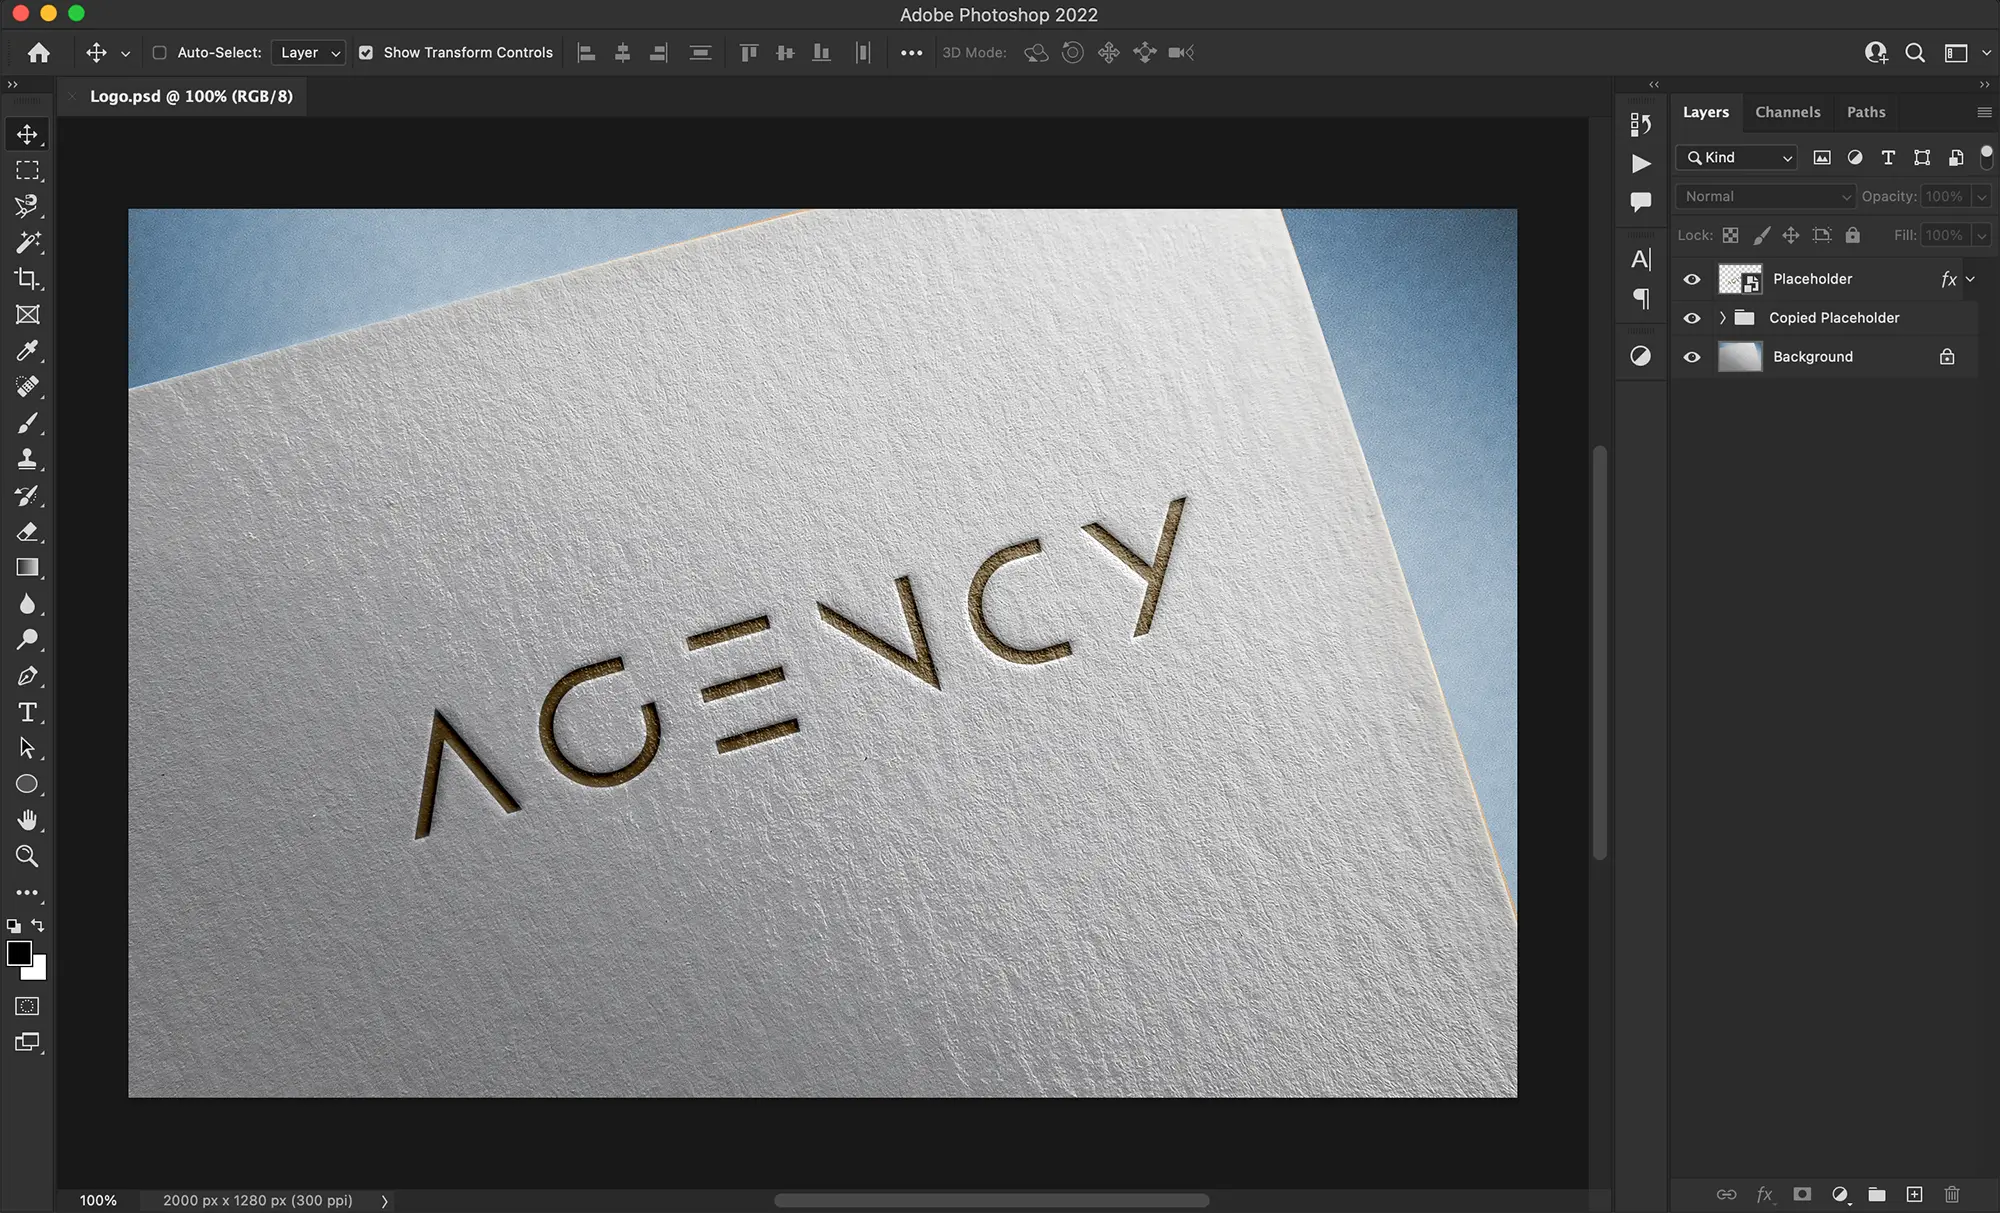 Adobe Photoshop 2022
Auto-Select: Layer Show Transform Controls 3D Mode:
Logo.psd @ 100% (RGB/8)
Layers Channels Paths
Kind
Normal Opacity: 100%
Lock: Fill: 100%
Placeholder fx
Copied Placeholder
Background
AGENCY
100% 2000 px x 1280 px (300 ppi)
fx